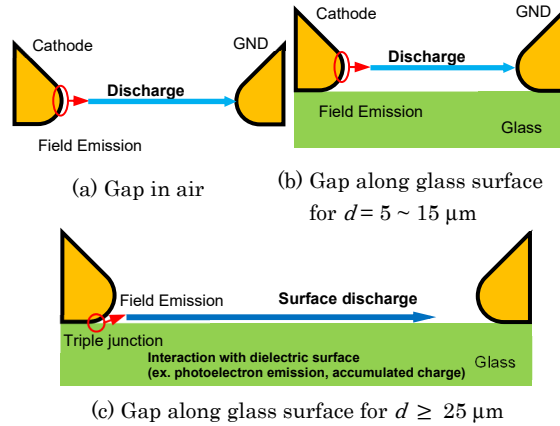 Cathode
GND
Discharge
Field Emission
(a) Gap in air
Cathode
GND
Discharge
Field Emission
Glass
(b) Gap along glass surface
for d = 5 ~ 15 μm
Field Emission
Surface discharge
Triple junction
Interaction with dielectric surface
(ex. photoelectron emission, accumulated charge)
Glass
(c) Gap along glass surface for d ≥ 25 μm